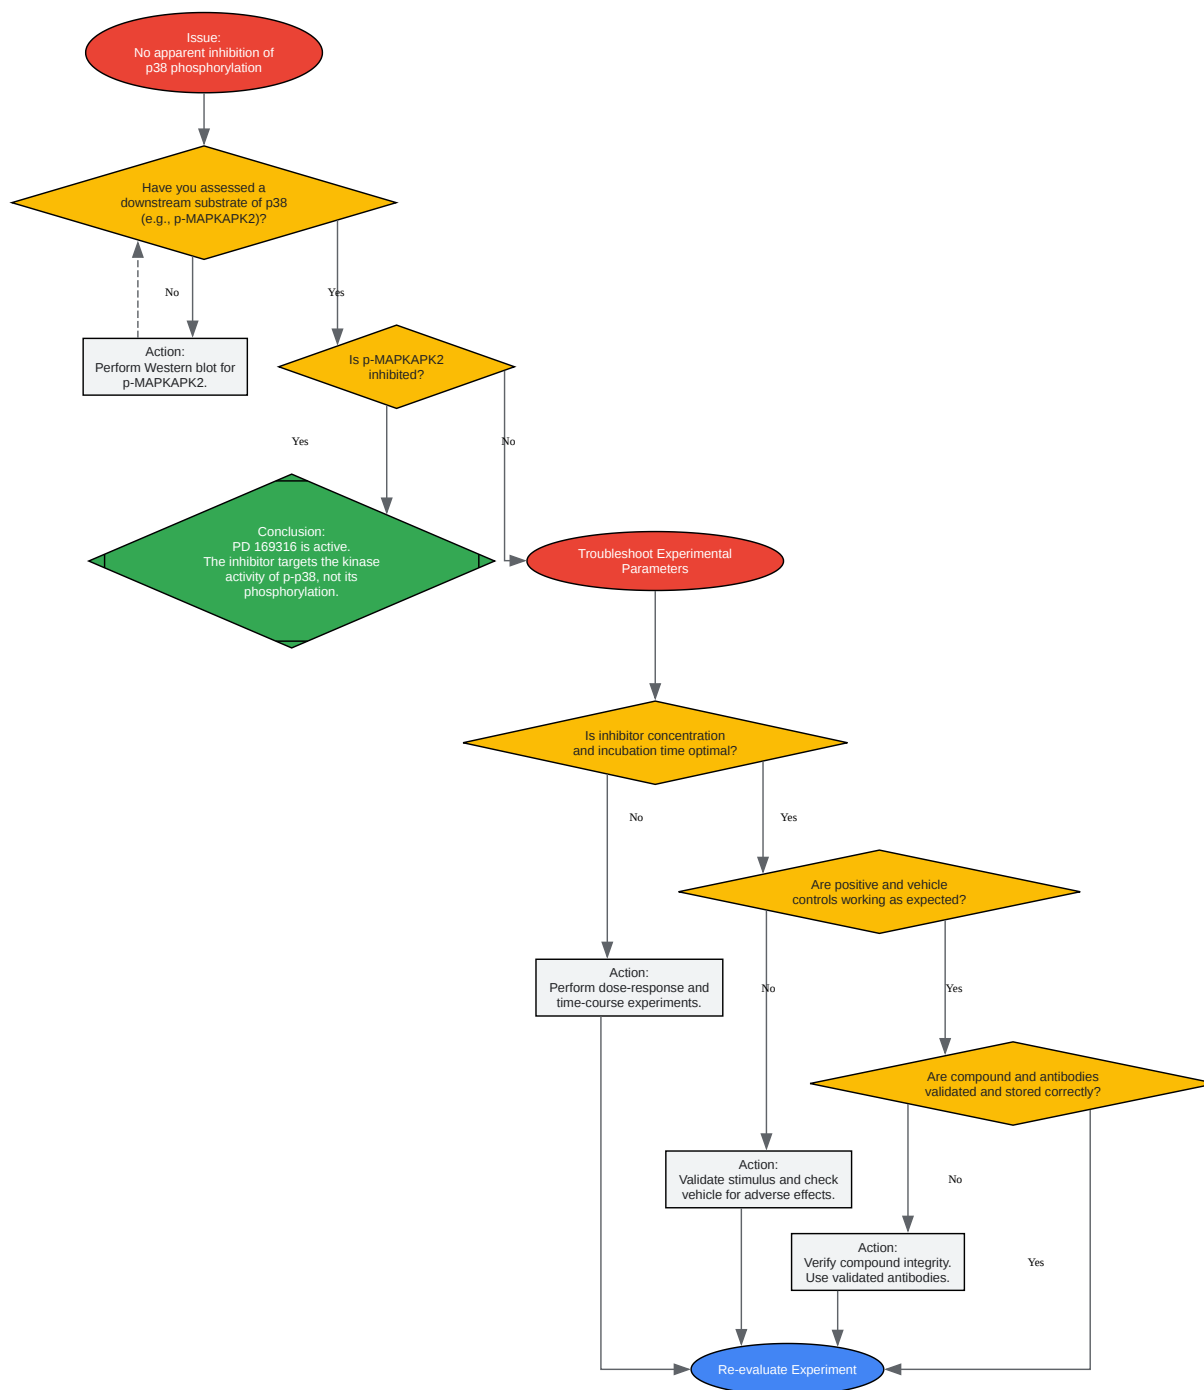 Issue:
No apparent inhibition of
p38 phosphorylation
Have you assessed a
downstream substrate of p38
(e.g., p-MAPKAPK2)?
No
Yes
Action:
Perform Western blot for
p-MAPKAPK2.
Is p-MAPKAPK2
inhibited?
Yes
No
Conclusion:
PD 169316 is active.
The inhibitor targets the kinase
activity of p-p38, not its
phosphorylation.
Troubleshoot Experimental
Parameters
Is inhibitor concentration
and incubation time optimal?
No
Yes
Are positive and vehicle
controls working as expected?
Action:
Perform dose-response and
time-course experiments.
No
Yes
Are compound and antibodies
validated and stored correctly?
Action:
Validate stimulus and check
vehicle for adverse effects.
No
Action:
Verify compound integrity.
Use validated antibodies.
Yes
Re-evaluate Experiment